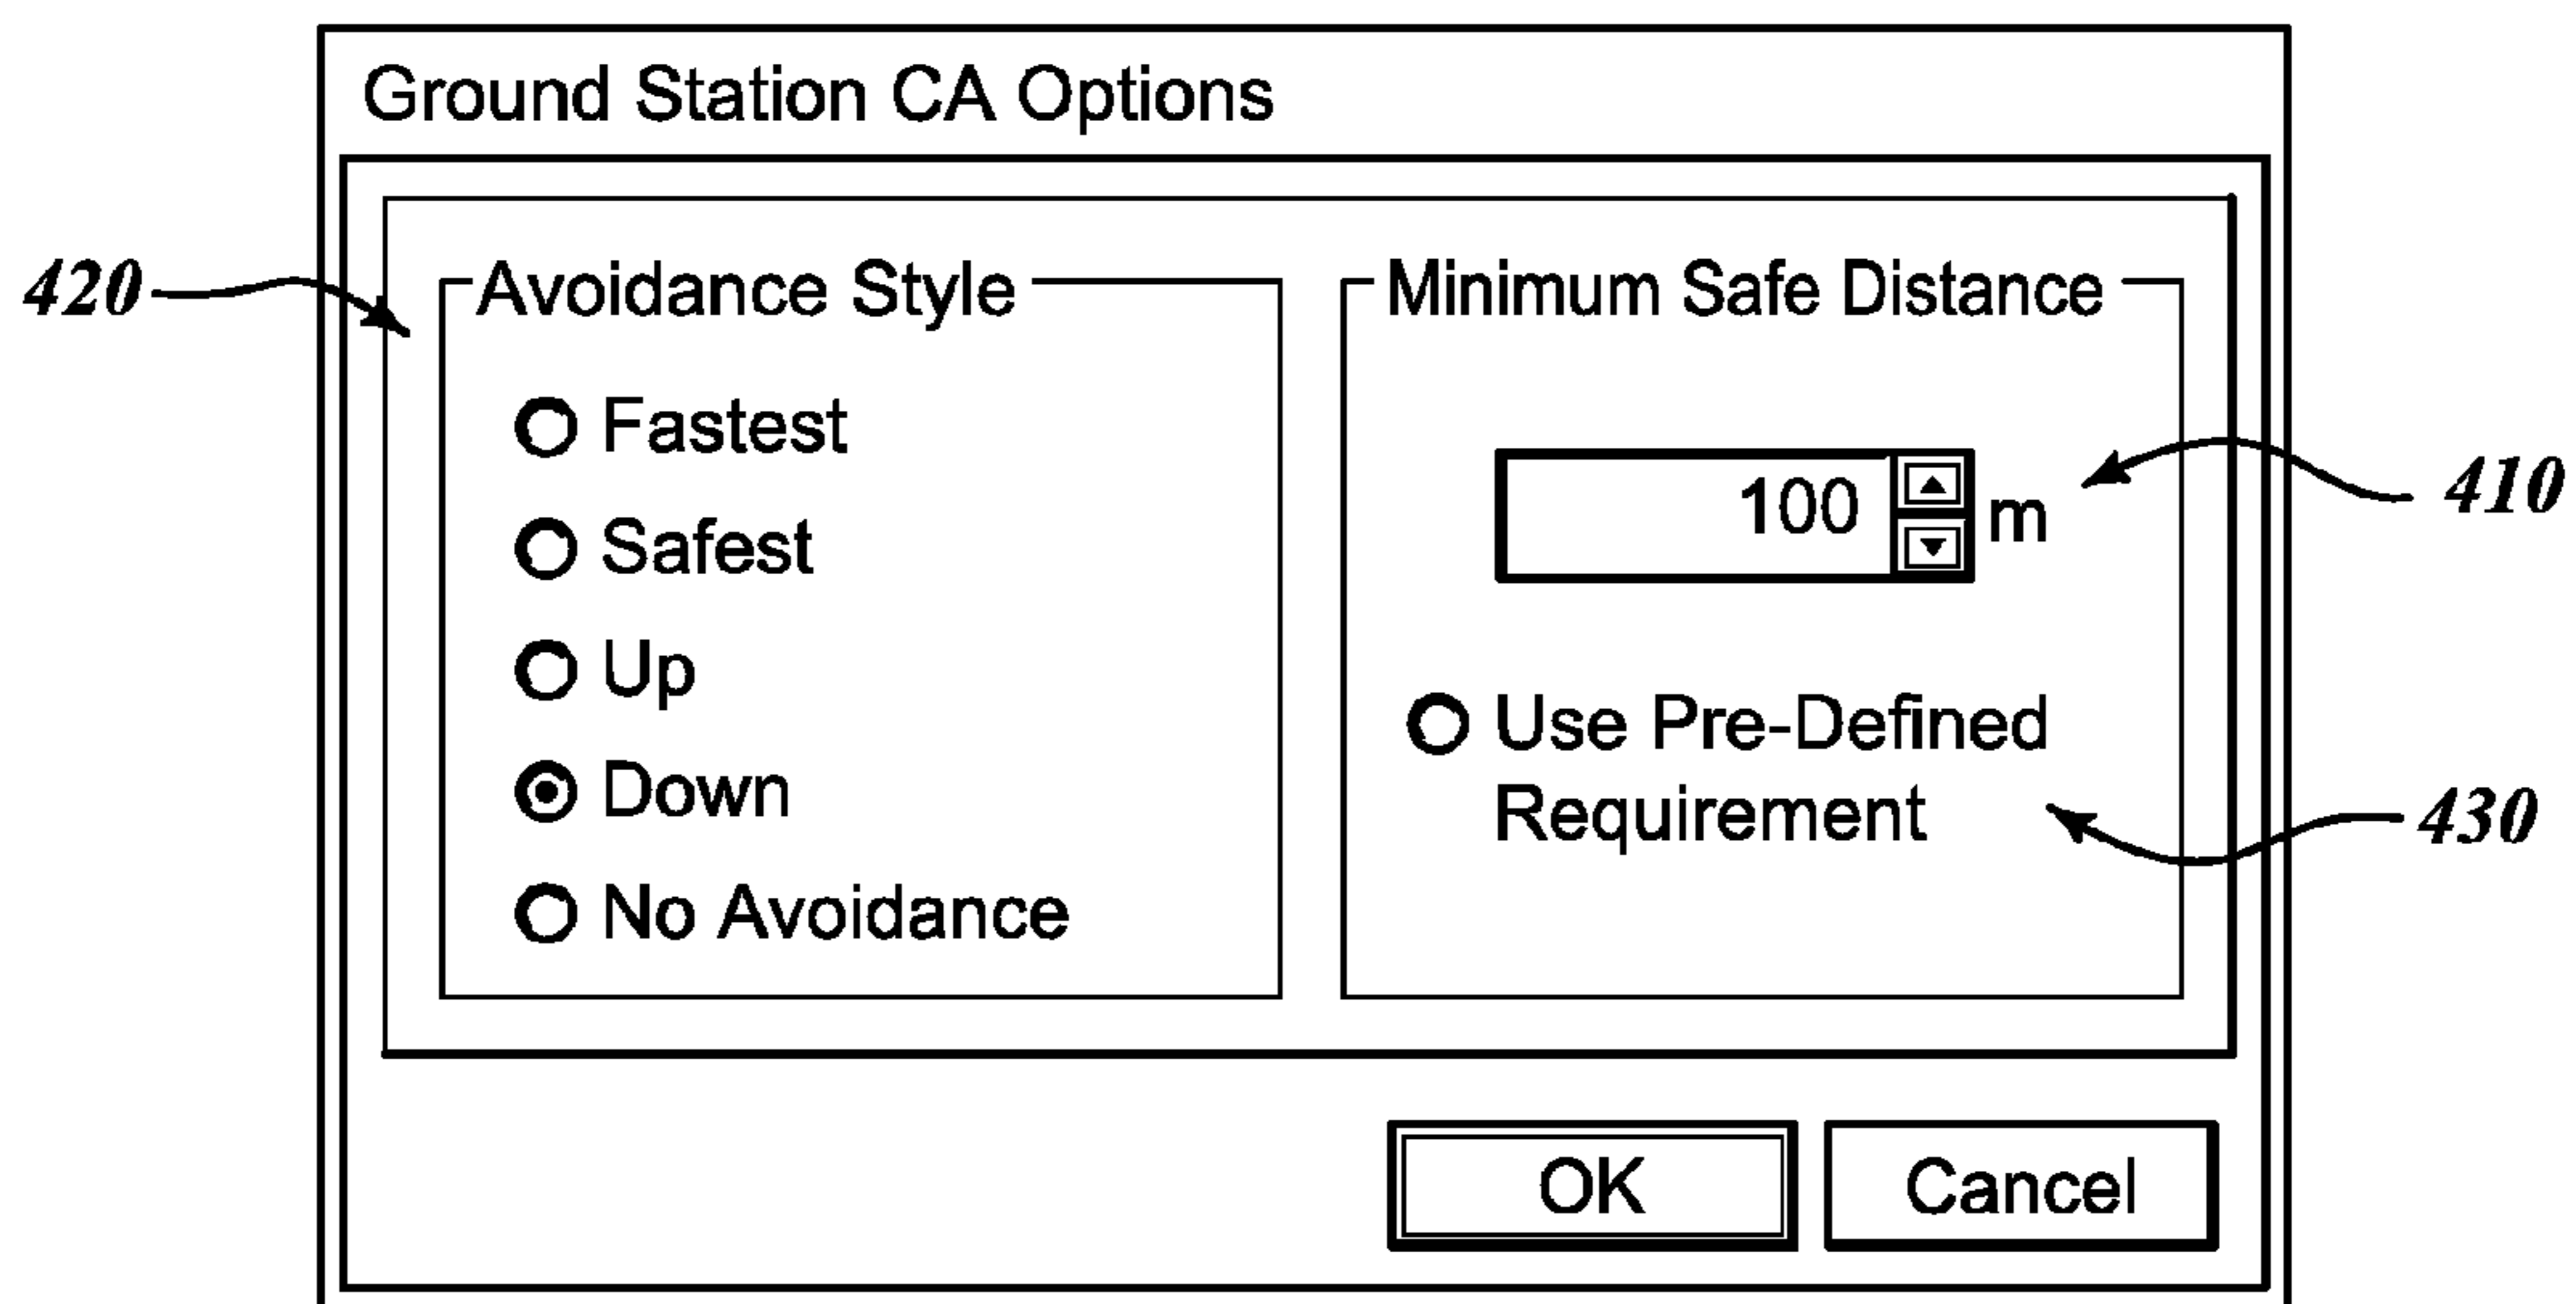 Ground Station CA Options
420
Avoidance Style
Fastest
Safest
Up
Down
No Avoidance
Minimum Safe Distance
100 m
410
Use Pre-Defined
Requirement
430
OK
Cancel